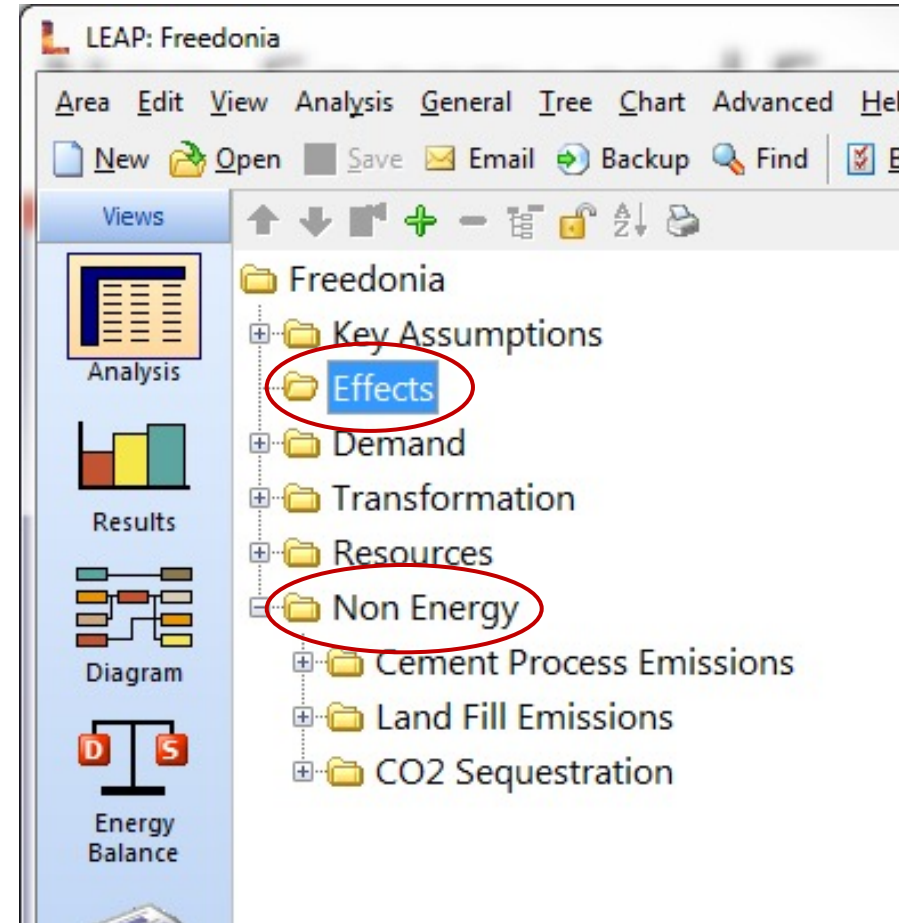 LEAP: Freedonia
Area Edit View Analysis General Tree Chart Advanced
New Open Save Email Backup Find
Views
Freedonia
Key Assumptions
Analysis
Effects
Demand
Transformation
Results
Resources
Non Energy
Diagram
Cement Process Emissions
Land Fill Emissions
D S
CO2 Sequestration
Energy
Balance